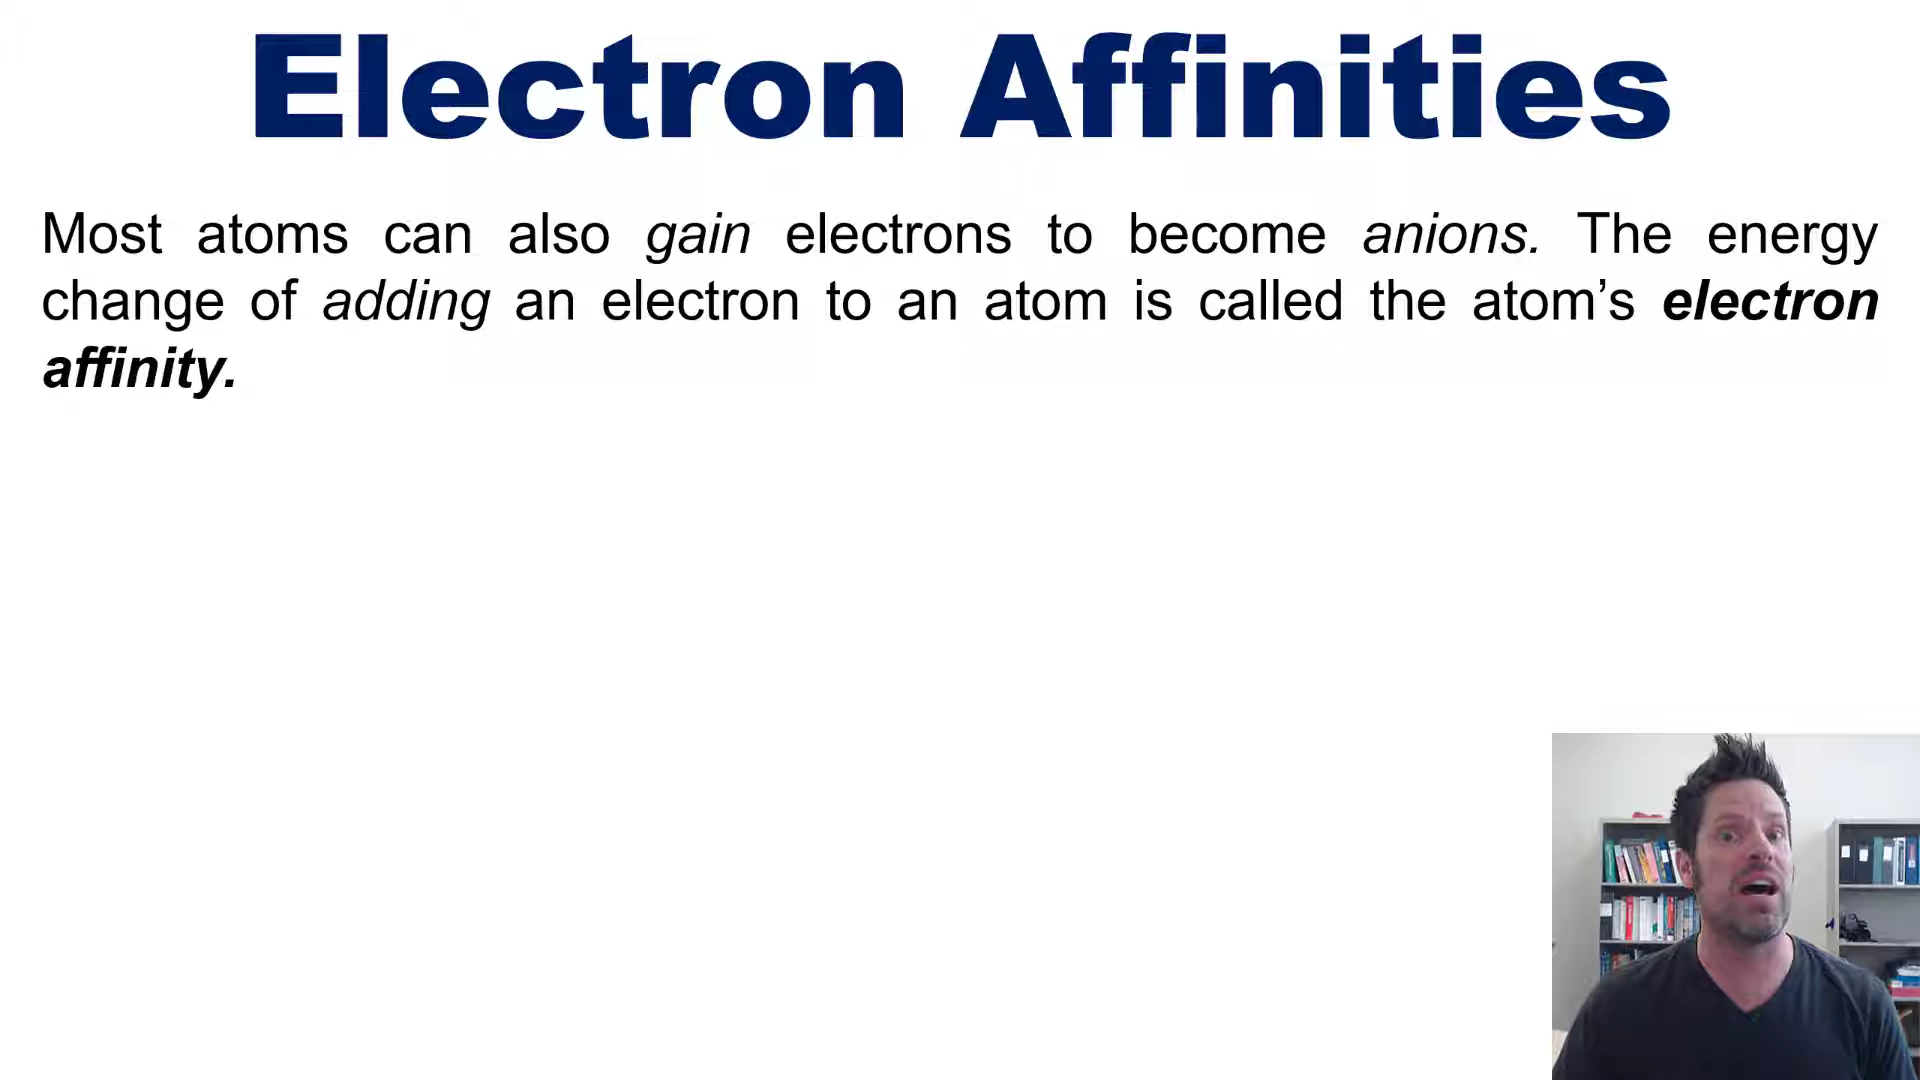 Electron Affinities
Most atoms can also gain electrons to become anions. The energy
change of adding an electron to an atom is called the atom’s electron
affinity.